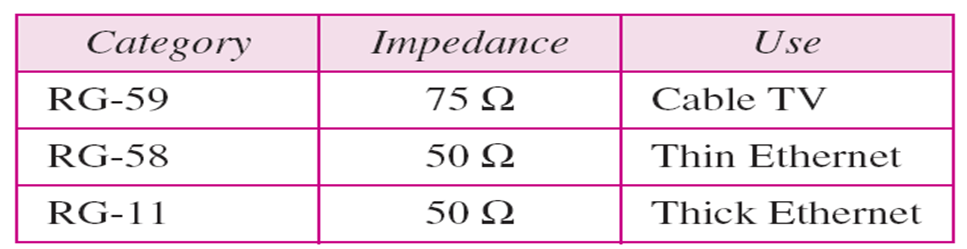 Category Impedance Use
RG-59 75 Ω Cable TV
RG-58 50 Ω Thin Ethernet
RG-11 50 Ω Thick Ethernet